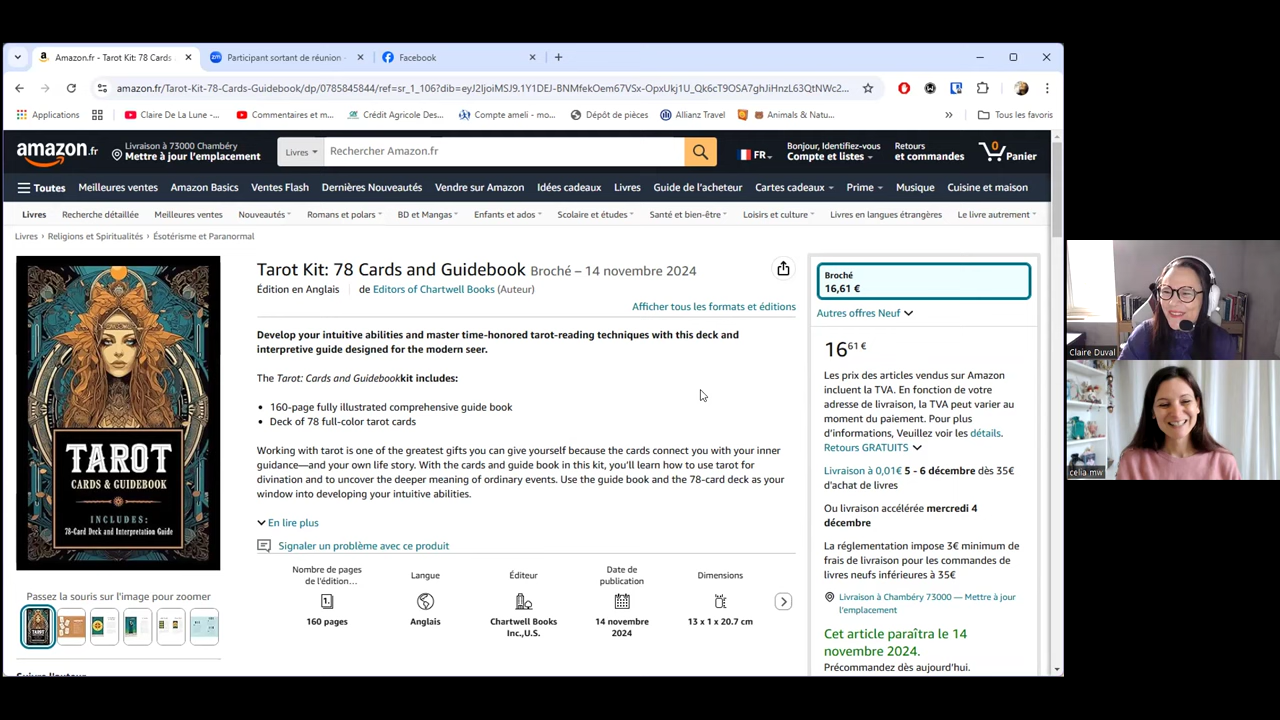 Amazon.fr - Tarot Kit: 78 Cards
Participant sortant de réunion -
Facebook
amazon.fr/Tarot-Kit-78-Cards-Guidebook/dp/0785845844/ref=sr_1_106?dib=eyJ2IjoiMSJ9.1Y1DEJ-BNMfekOem67VSx-OpxUkj1U_Qk6cT9OSA7ghJiHnzL63QtNWc2...
Applications
Claire De La Lune -...
Commentaires et m...
Crédit Agricole Des...
Compte ameli - mo...
Dépôt de pièces
Allianz Travel
Animals & Natu...
»
Tous les favoris
amazon.fr
Livraison à 73000 Chambéry
Mettre à jour l'emplacement
Livres
Rechercher Amazon.fr
FR
Bonjour, Identifiez-vous
Compte et listes
Retours
et commandes
0
Panier
Toutes
Meilleures ventes
Amazon Basics
Ventes Flash
Dernières Nouveautés
Vendre sur Amazon
Idées cadeaux
Livres
Guide de l'acheteur
Cartes cadeaux
Prime
Musique
Cuisine et maison
Livres
Recherche détaillée
Meilleures ventes
Nouveautés
Romans et polars
BD et Mangas
Enfants et ados
Scolaire et études
Santé et bien-être
Loisirs et culture
Livres en langues étrangères
Le livre autrement
Livres › Religions et Spiritualités › Ésotérisme et Paranormal
TAROT
CARDS & GUIDEBOOK
INCLUDES:
78-Card Deck and Interpretation Guide
Passez la souris sur l'image pour zoomer
Suivre l'auteur
Tarot Kit: 78 Cards and Guidebook Broché – 14 novembre 2024
Édition en Anglais
de Editors of Chartwell Books (Auteur)
Afficher tous les formats et éditions
Develop your intuitive abilities and master time-honored tarot-reading techniques with this deck and
interpretive guide designed for the modern seer.
The Tarot: Cards and Guidebookkit includes:
• 160-page fully illustrated comprehensive guide book
• Deck of 78 full-color tarot cards
Working with tarot is one of the greatest gifts you can give yourself because the cards connect you with your inner
guidance—and your own life story. With the cards and guide book in this kit, you'll learn how to use tarot for
divination and to uncover the deeper meaning of ordinary events. Use the guide book and the 78-card deck as your
window into developing your intuitive abilities.
En lire plus
Signaler un problème avec ce produit
Nombre de pages
de l'édition...
160 pages
Langue
Anglais
Éditeur
Chartwell Books
Inc.,U.S.
Date de
publication
14 novembre
2024
Dimensions
13 x 1 x 20.7 cm
Broché
16,61 €
Autres offres Neuf
16 61 €
Les prix des articles vendus sur Amazon
incluent la TVA. En fonction de votre
adresse de livraison, la TVA peut varier au
moment du paiement. Pour plus
d'informations, Veuillez voir les détails.
Retours GRATUITS
Livraison à 0,01€ 5 - 6 décembre dès 35€
d'achat de livres
Ou livraison accélérée mercredi 4
décembre
La réglementation impose 3€ minimum de
frais de livraison pour les commandes de
livres neufs inférieures à 35€
Livraison à Chambéry 73000 — Mettre à jour
l'emplacement
Cet article paraîtra le 14
novembre 2024.
Précommandez dès aujourd'hui.
Claire Duval
celia mw